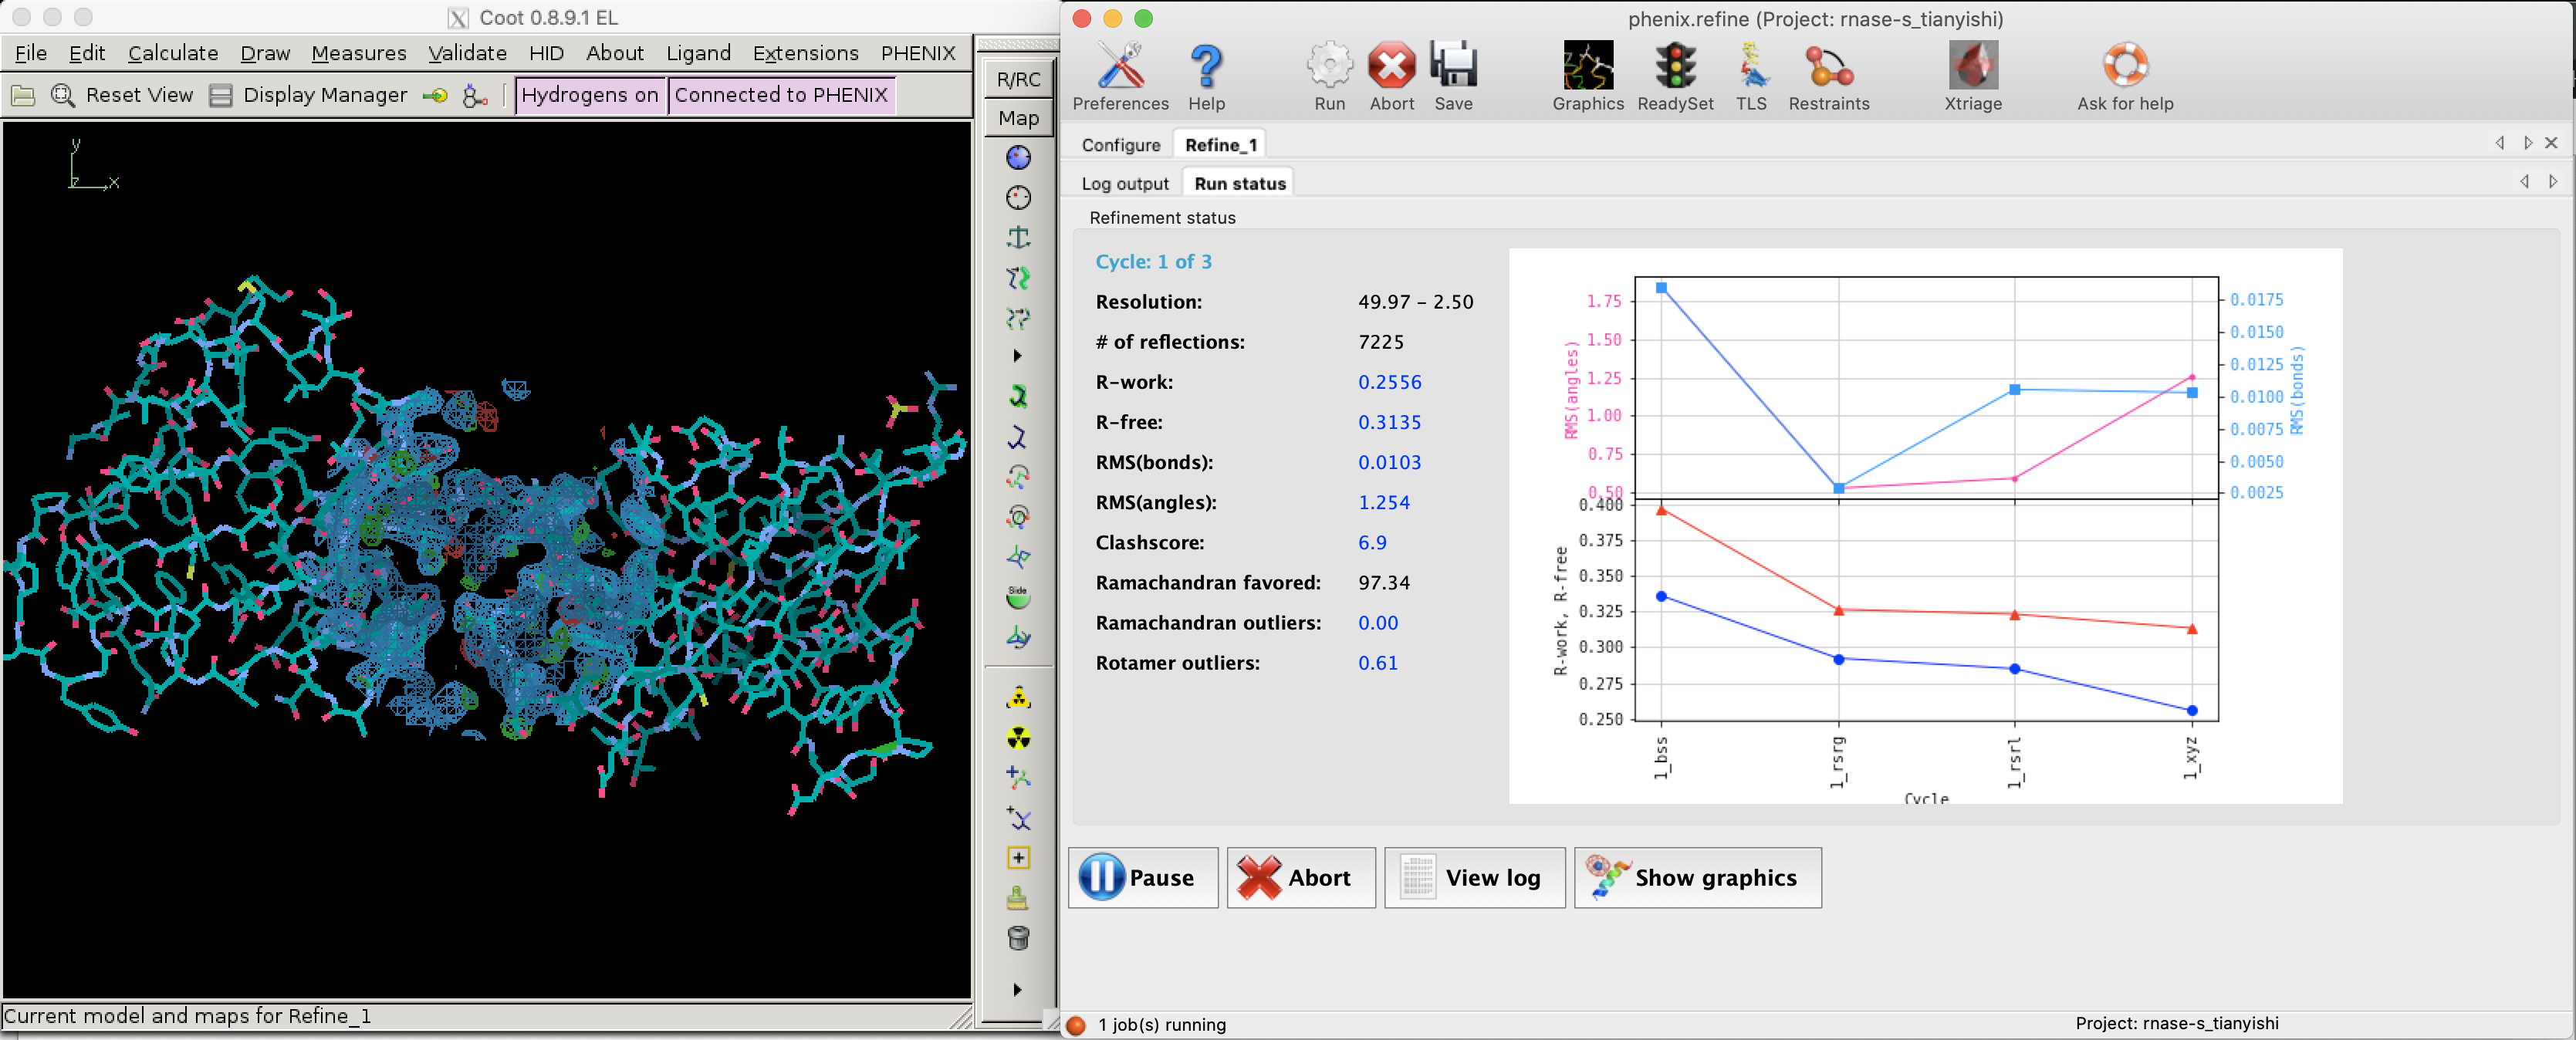 Coot 0.8.9.1 EL
File Edit Calculate Draw Measures Validate HID About Ligand Extensions PHENIX
Reset View Display Manager Hydrogens on Connected to PHENIX
R/RC
Map
y
x
z
Side
Current model and maps for Refine_1
phenix.refine (Project: rnase-s_tianyishi)
Preferences Help Run Abort Save Graphics ReadySet TLS Restraints Xtriage Ask for help
Configure Refine_1
Log output Run status
Refinement status
Cycle: 1 of 3
Resolution: 49.97 – 2.50
# of reflections: 7225
R-work: 0.2556
R-free: 0.3135
RMS(bonds): 0.0103
RMS(angles): 1.254
Clashscore: 6.9
Ramachandran favored: 97.34
Ramachandran outliers: 0.00
Rotamer outliers: 0.61
RMS(angles)
1.75
1.50
1.25
1.00
0.75
0.50
0.0175
0.0150
0.0125
0.0100
0.0075
0.0050
0.0025
RMS(bonds)
R-work, R-free
0.400
0.375
0.350
0.325
0.300
0.275
0.250
1_bss 1_rsrg 1_rsrl 1_xyz
Cycle
Pause Abort View log Show graphics
1 job(s) running
Project: rnase-s_tianyishi